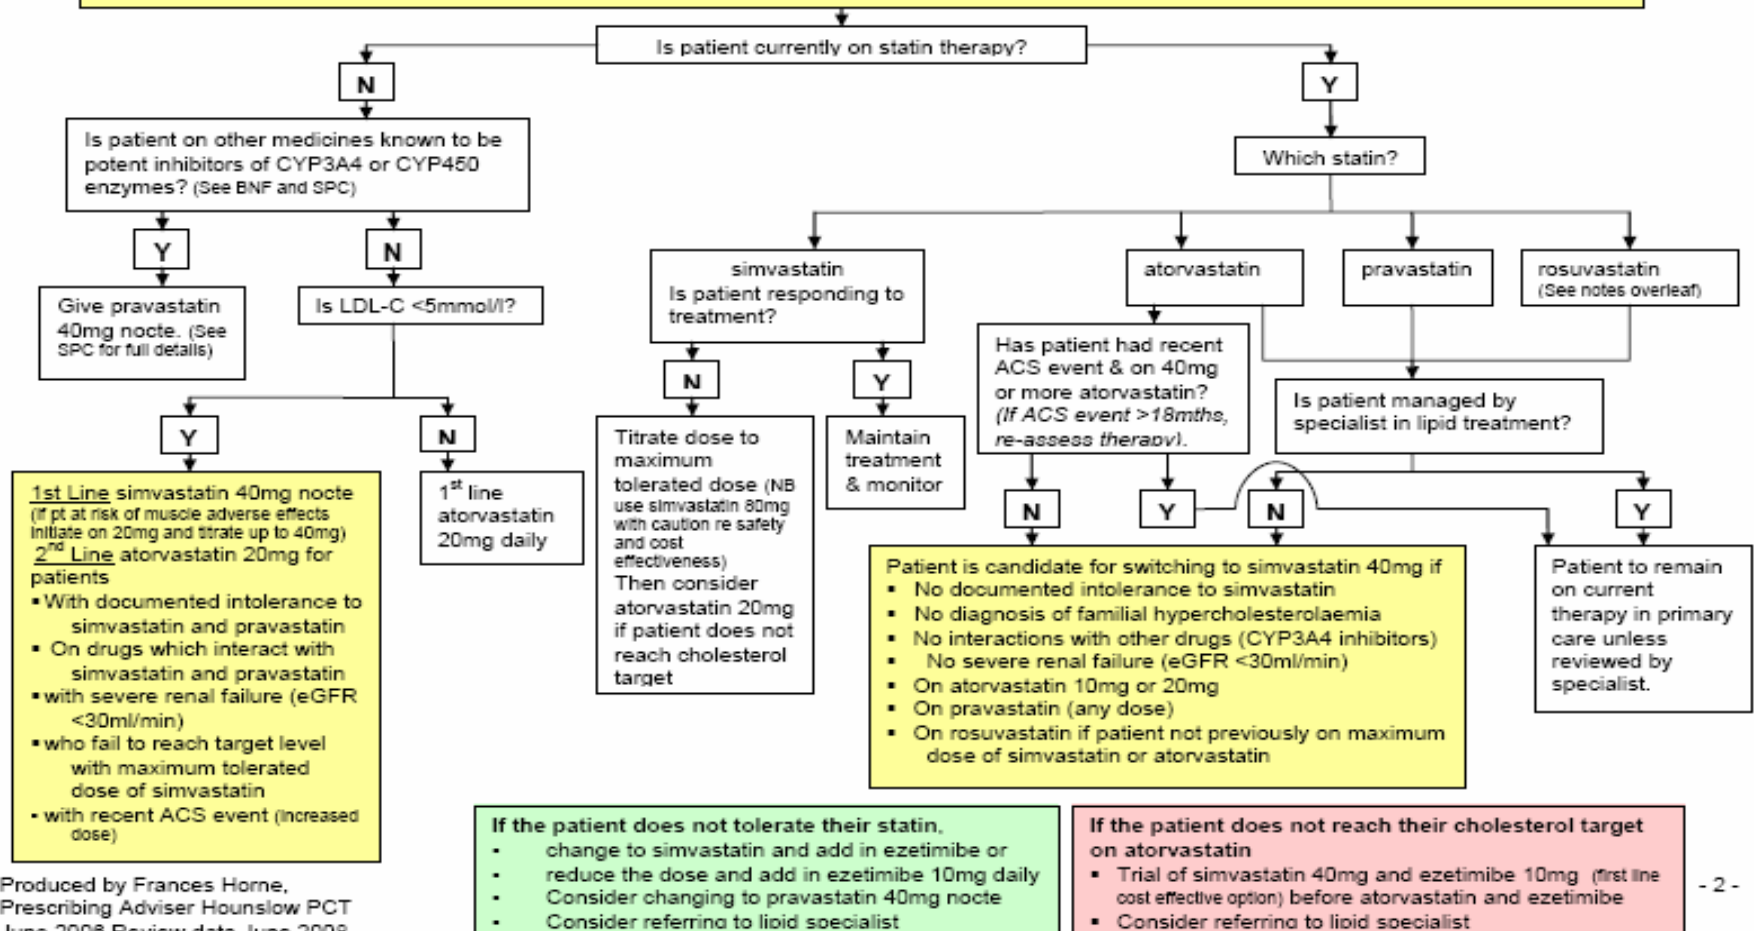 Is patient currently on statin therapy?
N
Y
Is patient on other medicines known to be
potent inhibitors of CYP3A4 or CYP450
enzymes? (See BNF and SPC)
Which statin?
Y
N
simvastatin
Is patient responding to
treatment?
atorvastatin
pravastatin
rosuvastatin
(See notes overleaf)
Give pravastatin
40mg nocte. (See
SPC for full details)
Is LDL-C <5mmol/l?
Has patient had recent
ACS event & on 40mg
or more atorvastatin?
(If ACS event >18mths,
re-assess therapy).
N
Y
Is patient managed by
specialist in lipid treatment?
Y
N
Titrate dose to
maximum
tolerated dose (NB
use simvastatin 80mg
with caution re safety
and cost
effectiveness)
Then consider
atorvastatin 20mg
if patient does not
reach cholesterol
target
Maintain
treatment
& monitor
1st Line simvastatin 40mg nocte
(If pt at risk of muscle adverse effects
initiate on 20mg and titrate up to 40mg)
2nd Line atorvastatin 20mg for
patients
▪ With documented intolerance to
simvastatin and pravastatin
▪ On drugs which interact with
simvastatin and pravastatin
▪ with severe renal failure (eGFR
<30ml/min)
▪ who fail to reach target level
with maximum tolerated
dose of simvastatin
▪ with recent ACS event (increased
dose)
1st line
atorvastatin
20mg daily
N
Y
N
Y
Patient is candidate for switching to simvastatin 40mg if
▪ No documented intolerance to simvastatin
▪ No diagnosis of familial hypercholesterolaemia
▪ No interactions with other drugs (CYP3A4 inhibitors)
▪ No severe renal failure (eGFR <30ml/min)
▪ On atorvastatin 10mg or 20mg
▪ On pravastatin (any dose)
▪ On rosuvastatin if patient not previously on maximum
dose of simvastatin or atorvastatin
Patient to remain
on current
therapy in primary
care unless
reviewed by
specialist.
If the patient does not tolerate their statin,
▪ change to simvastatin and add in ezetimibe or
▪ reduce the dose and add in ezetimibe 10mg daily
▪ Consider changing to pravastatin 40mg nocte
▪ Consider referring to lipid specialist
If the patient does not reach their cholesterol target
on atorvastatin
▪ Trial of simvastatin 40mg and ezetimibe 10mg (first line
cost effective option) before atorvastatin and ezetimibe
▪ Consider referring to lipid specialist
- 2 -
Produced by Frances Horne,
Prescribing Adviser Hounslow PCT
June 2006 Review date June 2008